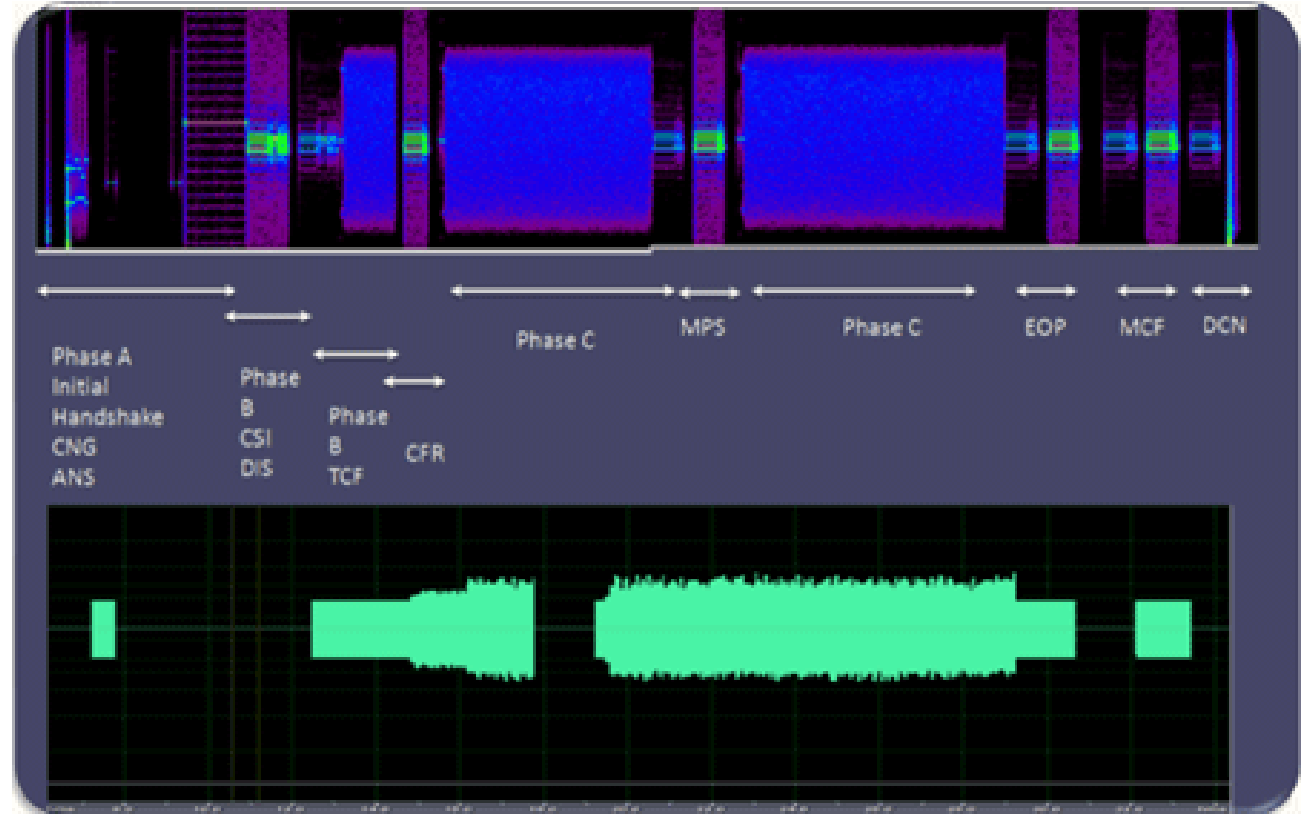 Phase A
Initial
Handshake
CNG
ANS
Phase
B
CSI
DIS
Phase
B
TCF
CFR
Phase C
MPS
Phase C
EOP
MCF
DCN